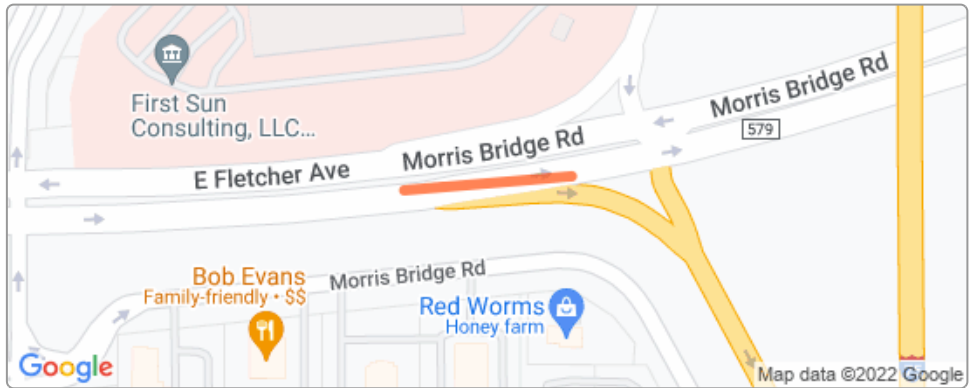 First Sun
Consulting, LLC...
E Fletcher Ave
Morris Bridge Rd
Morris Bridge Rd
579
Bob Evans
Family-friendly • $$
Morris Bridge Rd
Red Worms
Honey farm
Google
Map data ©2022 Google